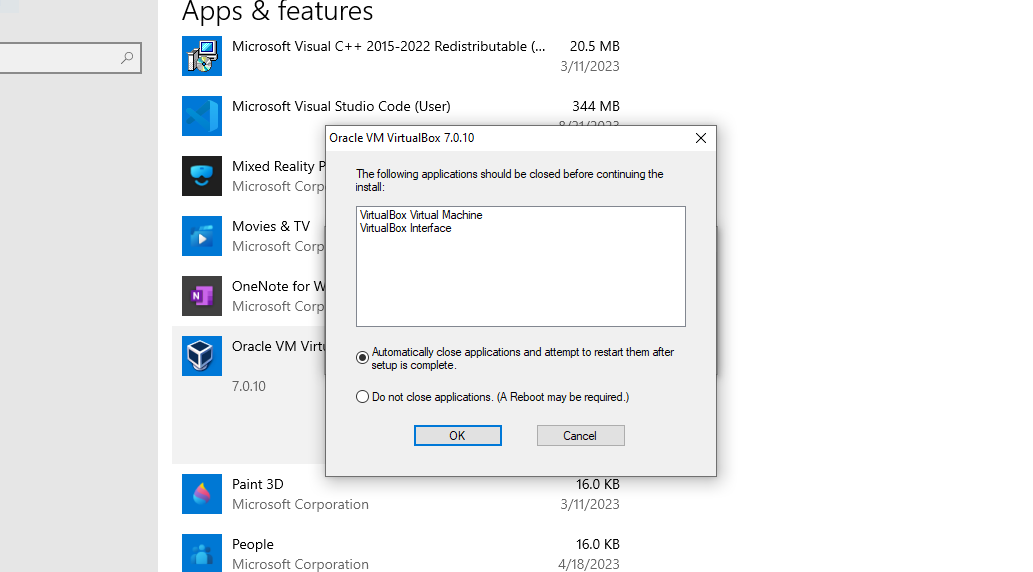 Apps & features
Microsoft Visual C++ 2015-2022 Redistributable (... 20.5 MB
3/11/2023
Microsoft Visual Studio Code (User) 344 MB
Oracle VM VirtualBox 7.0.10
Mixed Reality P
Microsoft Corp
The following applications should be closed before continuing the
install:
VirtualBox Virtual Machine
VirtualBox Interface
Movies & TV
Microsoft Corp
OneNote for W
Microsoft Corp
Oracle VM Virtu
7.0.10
Automatically close applications and attempt to restart them after
setup is complete.
Do not close applications. (A Reboot may be required.)
OK Cancel
Paint 3D 16.0 KB
Microsoft Corporation 3/11/2023
People 16.0 KB
Microsoft Corporation 4/18/2023